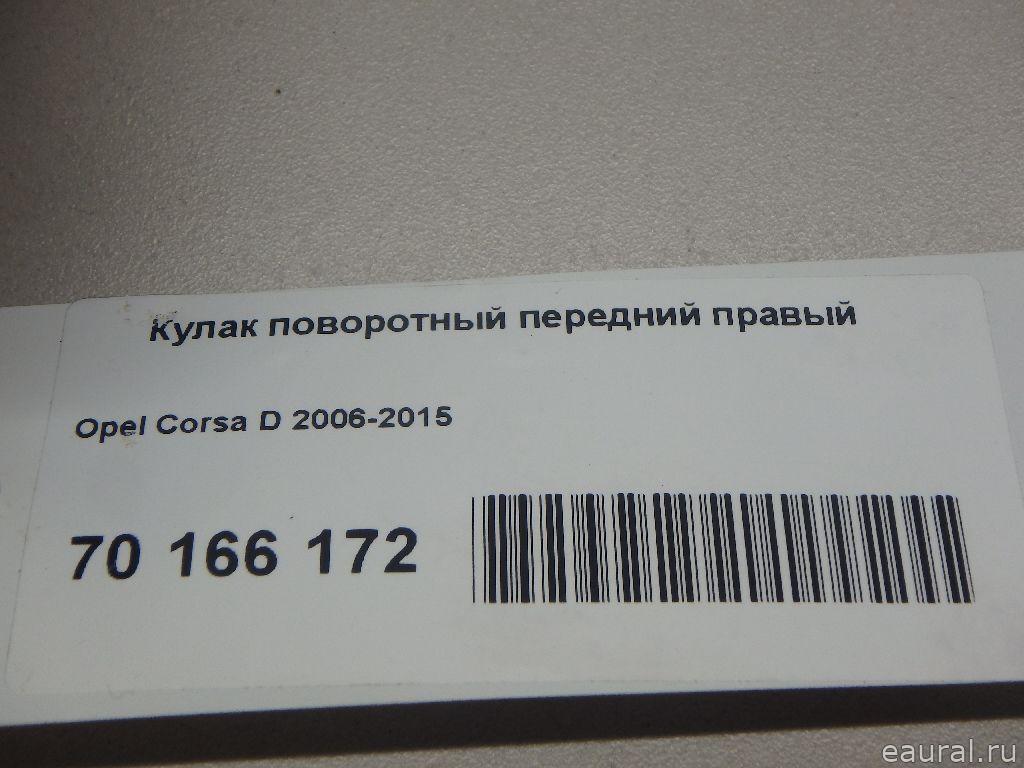 Кулак поворотный передний правый
Opel Corsa D 2006-2015
70 166 172
eaural.ru